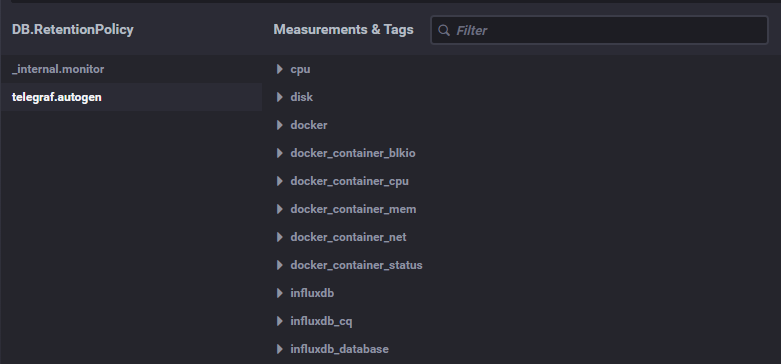 DB.RetentionPolicy
_internal.monitor
telegraf.autogen
Measurements & Tags
Filter
cpu
disk
docker
docker_container_blkio
docker_container_cpu
docker_container_mem
docker_container_net
docker_container_status
influxdb
influxdb_cq
influxdb_database